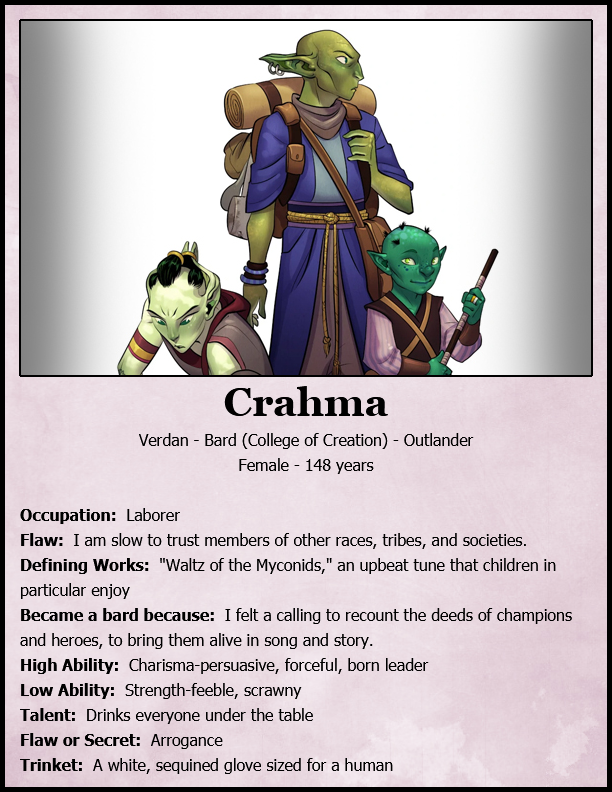 Crahma
Verdan - Bard (College of Creation) - Outlander
Female - 148 years
Occupation:  Laborer
Flaw:  I am slow to trust members of other races, tribes, and societies.
Defining Works:  "Waltz of the Myconids," an upbeat tune that children in
particular enjoy
Became a bard because:  I felt a calling to recount the deeds of champions
and heroes, to bring them alive in song and story.
High Ability:  Charisma-persuasive, forceful, born leader
Low Ability:  Strength-feeble, scrawny
Talent:  Drinks everyone under the table
Flaw or Secret:  Arrogance
Trinket:  A white, sequined glove sized for a human